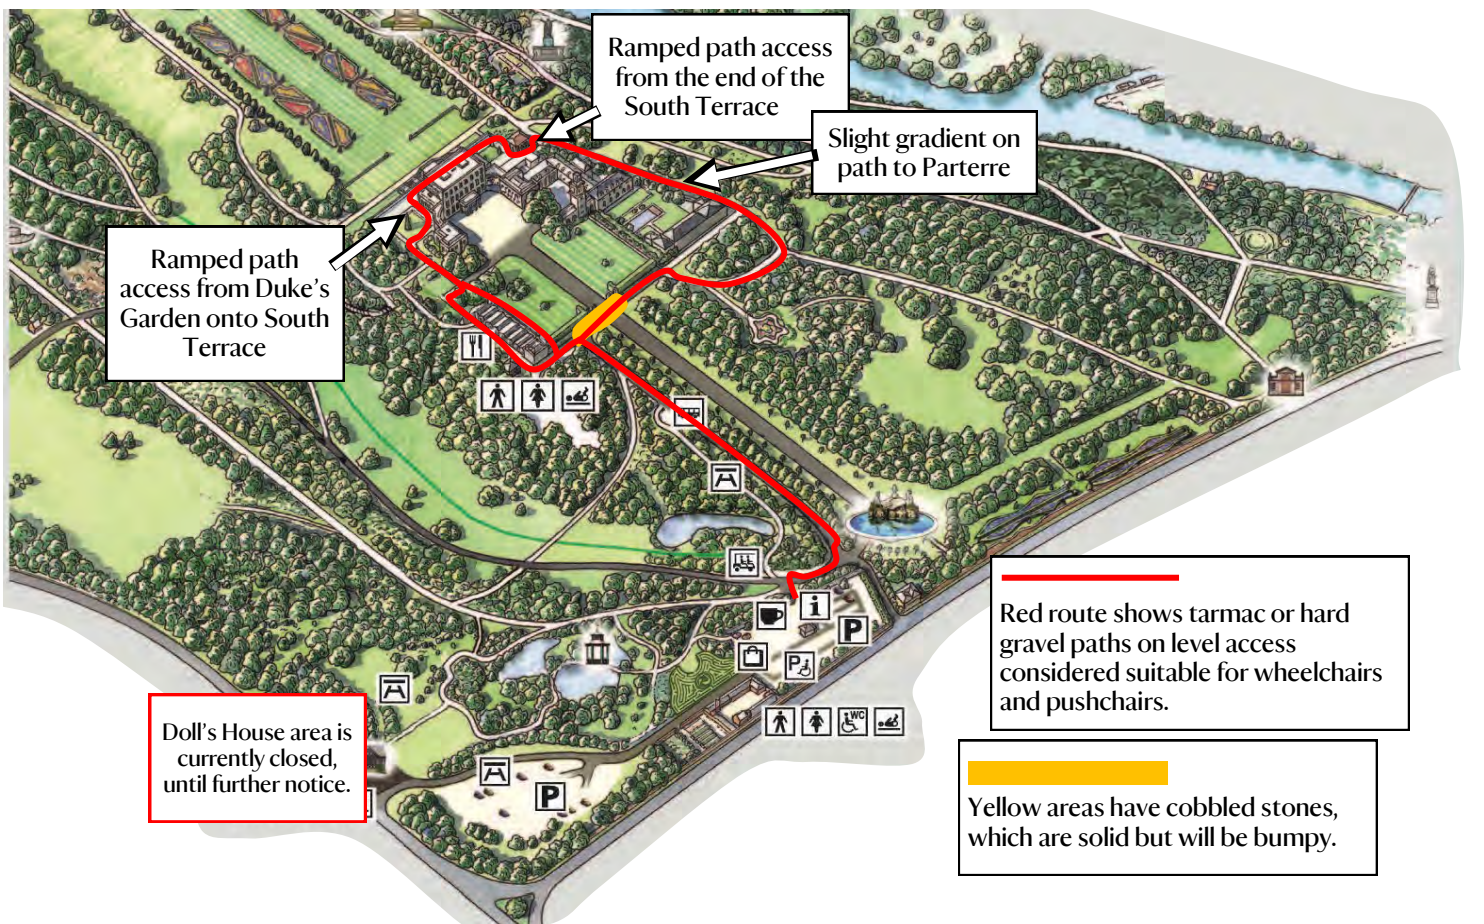 Ramped path access
from the end of the
South Terrace
Slight gradient on
path to Parterre
Ramped path
access from Duke's
Garden onto South
Terrace
i
P
P
WC
P
Red route shows tarmac or hard
gravel paths on level access
considered suitable for wheelchairs
and pushchairs.
Doll's House area is
currently closed,
until further notice.
Yellow areas have cobbled stones,
which are solid but will be bumpy.